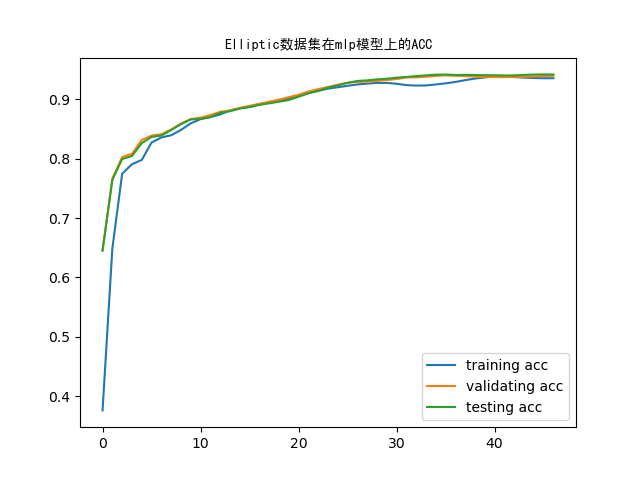 Elliptic数据集在mlp模型上的ACC
0.9
0.8
0.7
0.6
0.5
0.4
0
10
20
30
40
training acc
validating acc
testing acc